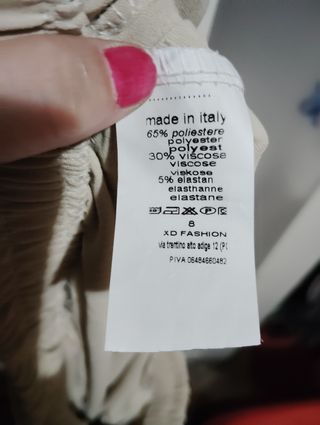 made in italy
65% poliestere
polyester
polyest
30% viscose
viscose
viskose
5% elastan
elasthanne
elastane
8
XD FASHION
via trentino alto adige 12 (P(
P.IVA 06484660482